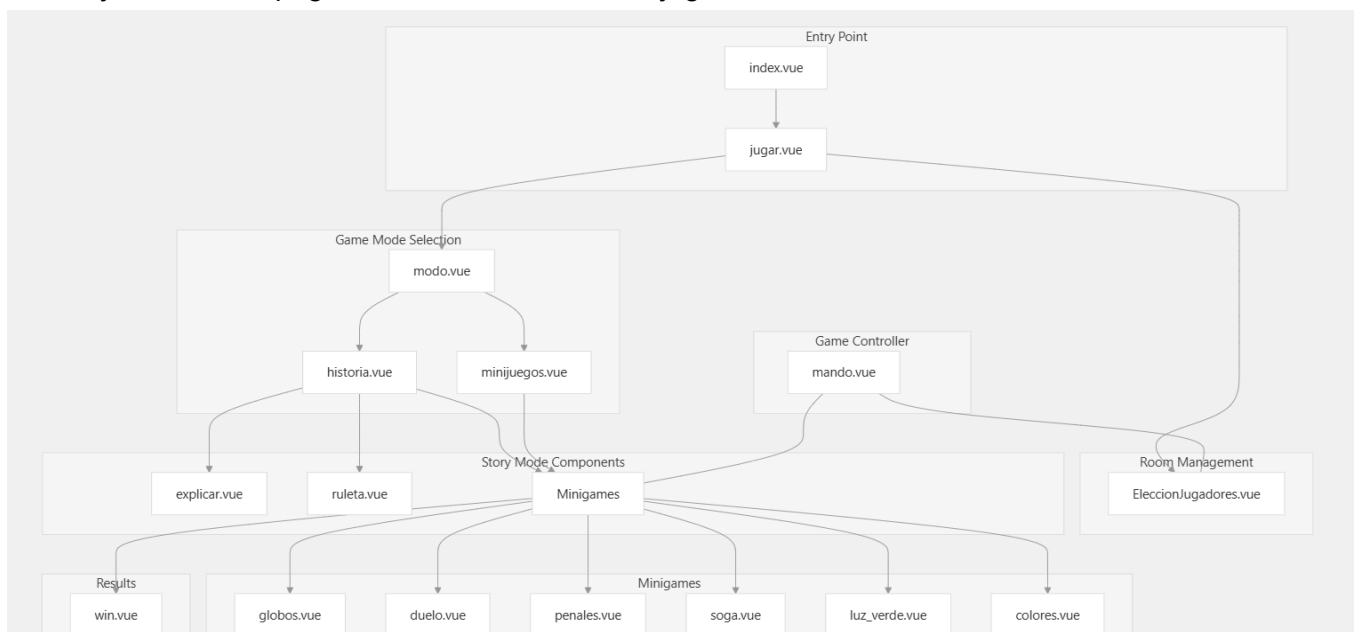 Entry Point
index.vue
jugar.vue
Game Mode Selection
modo.vue
historia.vue
minijuegos.vue
Game Controller
mando.vue
Story Mode Components
explicar.vue
ruleta.vue
Minigames
Room Management
EleccionJugadores.vue
Results
win.vue
Minigames
globos.vue
duelo.vue
penales.vue
soga.vue
luz_verde.vue
colores.vue